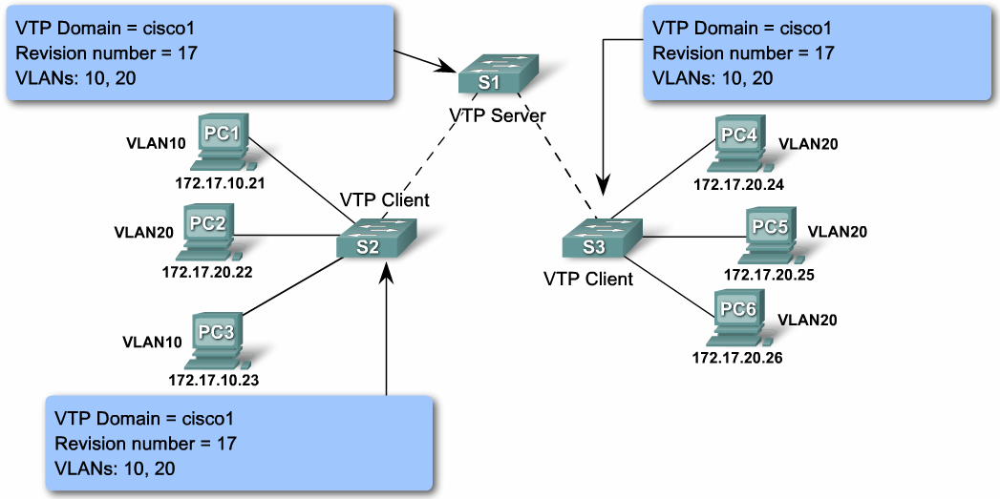 VTP Domain = cisco1
Revision number = 17
VLANs: 10, 20
VTP Domain = cisco1
Revision number = 17
VLANs: 10, 20
S1
VTP Server
PC1
VLAN10
172.17.10.21
PC4
VLAN20
172.17.20.24
VTP Client
PC2
VLAN20
172.17.20.22
S2
S3
VTP Client
PC5
VLAN20
172.17.20.25
PC3
VLAN10
172.17.10.23
PC6
VLAN20
172.17.20.26
VTP Domain = cisco1
Revision number = 17
VLANs: 10, 20